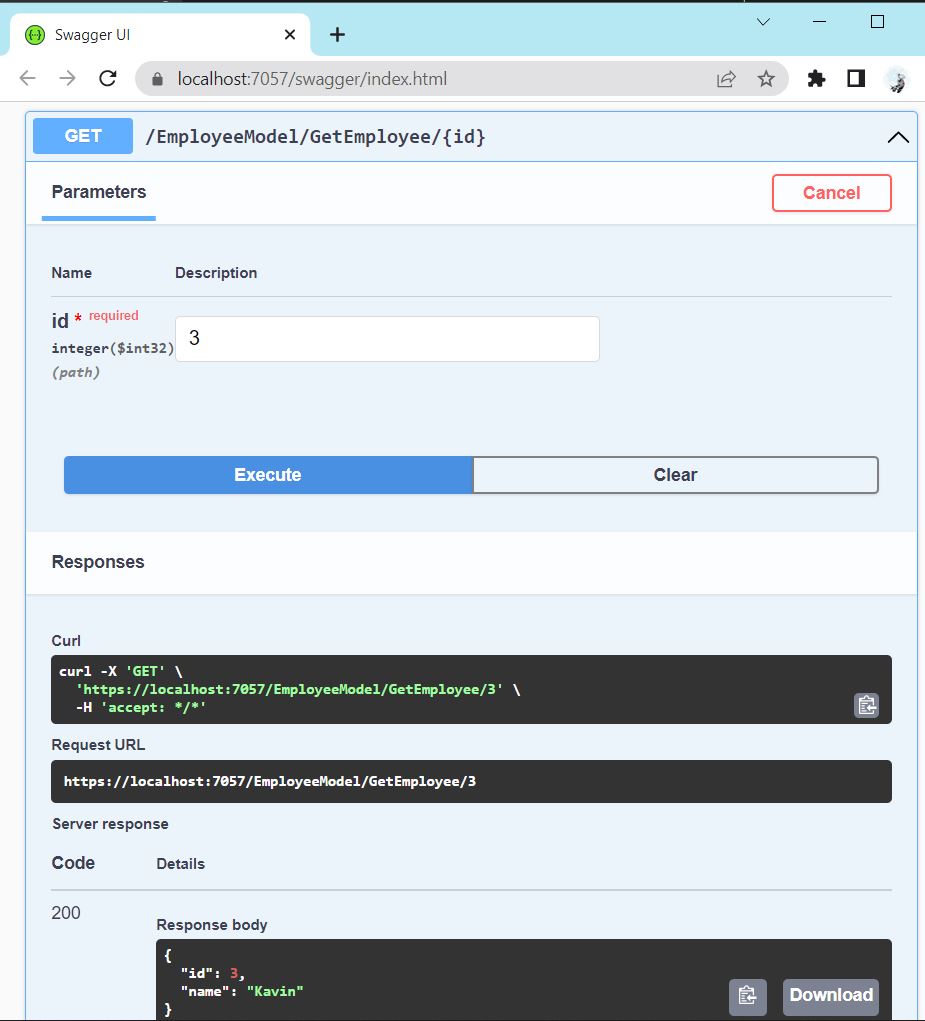 Swagger UI
localhost:7057/swagger/index.html
GET /EmployeeModel/GetEmployee/{id}
Parameters Cancel
Name Description
id * required
integer($int32)
(path)
3
Execute Clear
Responses
Curl
curl -X 'GET' \
'https://localhost:7057/EmployeeModel/GetEmployee/3' \
-H 'accept: */*'
Request URL
https://localhost:7057/EmployeeModel/GetEmployee/3
Server response
Code Details
200
Response body
{
"id": 3,
"name": "Kavin"
}
Download